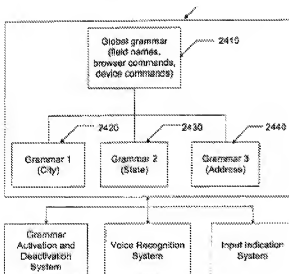 2410
Global grammar
(field names,
browser commands,
device commands)
2420
2430
2440
Grammar 1
(City)
Grammar 2
(State)
Grammar 3
(Address)
Grammar
Activation and
Deactivation
System
Voice Recognition
System
Input Indication
System